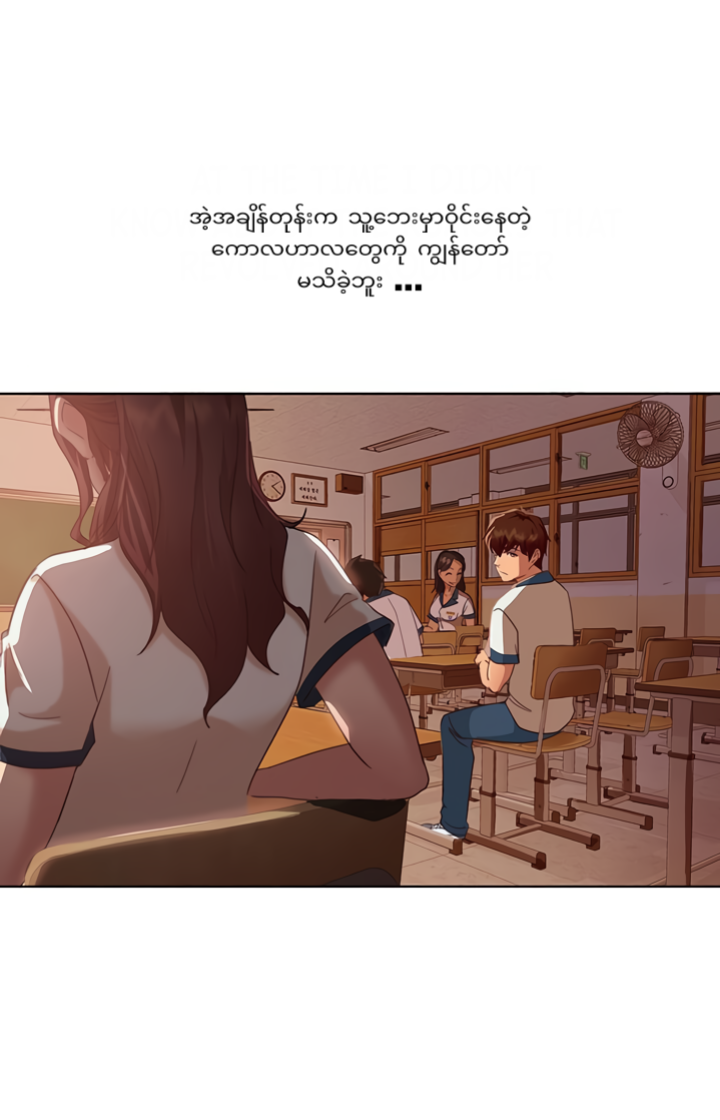 အဲ့အချိန်တုန်းက သူ့ဘေးမှာဝိုင်းနေတဲ့
ကောလဟာလတွေကို ကျွန်တော်
မသိခဲ့ဘူး ...